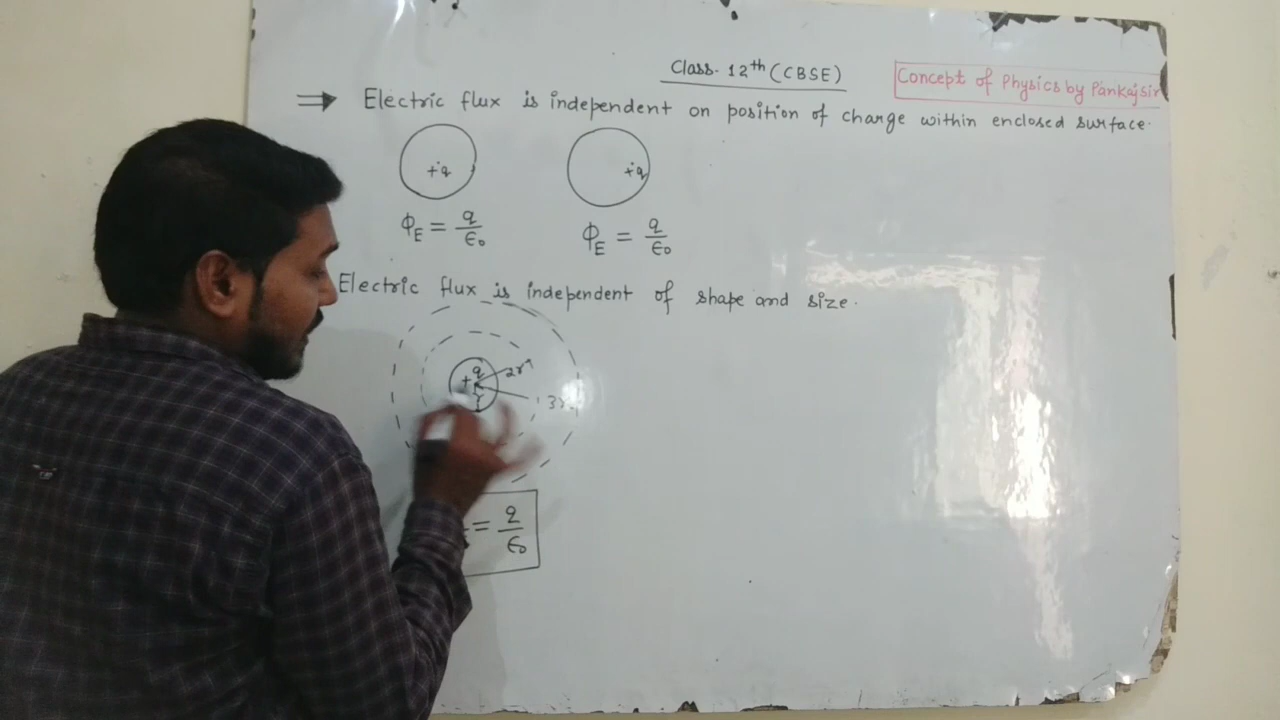 Class. 12th (CBSE)
Concept of Physics by Pankaj sir
⇒ Electric flux is independent on position of charge within enclosed surface.
+q
+q
ΦE = q/ε0
ΦE = q/ε0
Electric flux is independent of shape and size.
+q
2r
r
3r
= q/ε0